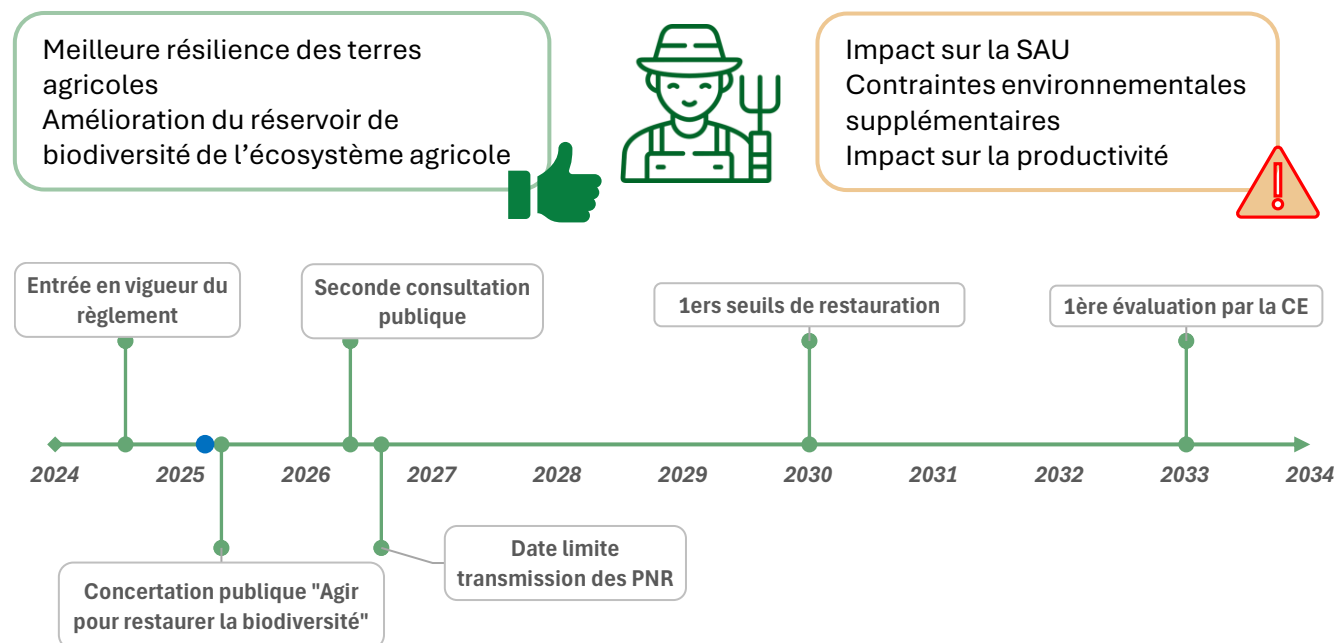 Meilleure résilience des terres
agricoles
Amélioration du réservoir de
biodiversité de l’écosystème agricole
Impact sur la SAU
Contraintes environnementales
supplémentaires
Impact sur la productivité
Entrée en vigueur du
règlement
Seconde consultation
publique
1ers seuils de restauration
1ère évaluation par la CE
2024 2025 2026 2027 2028 2029 2030 2031 2032 2033 2034
Concertation publique "Agir
pour restaurer la biodiversité"
Date limite
transmission des PNR